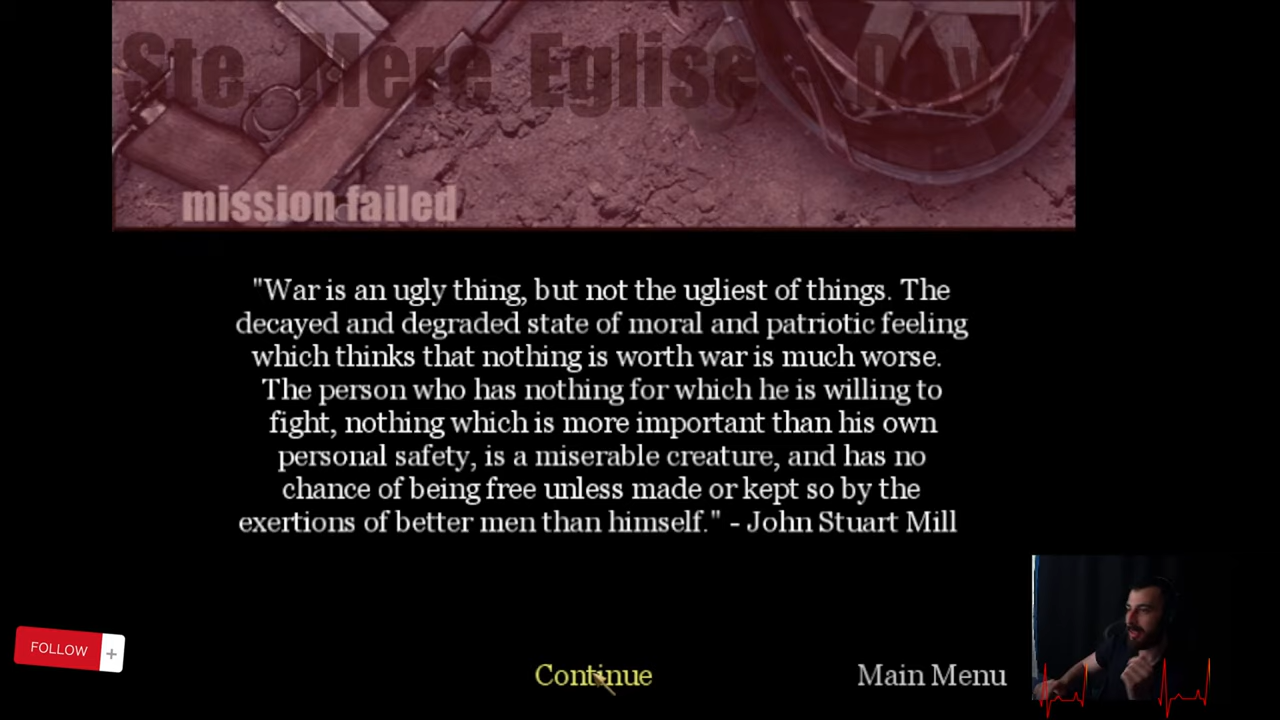 Ste. Mere Eglise - Day
mission failed
"War is an ugly thing, but not the ugliest of things. The
decayed and degraded state of moral and patriotic feeling
which thinks that nothing is worth war is much worse.
The person who has nothing for which he is willing to
fight, nothing which is more important than his own
personal safety, is a miserable creature, and has no
chance of being free unless made or kept so by the
exertions of better men than himself." - John Stuart Mill
FOLLOW +
Continue
Main Menu